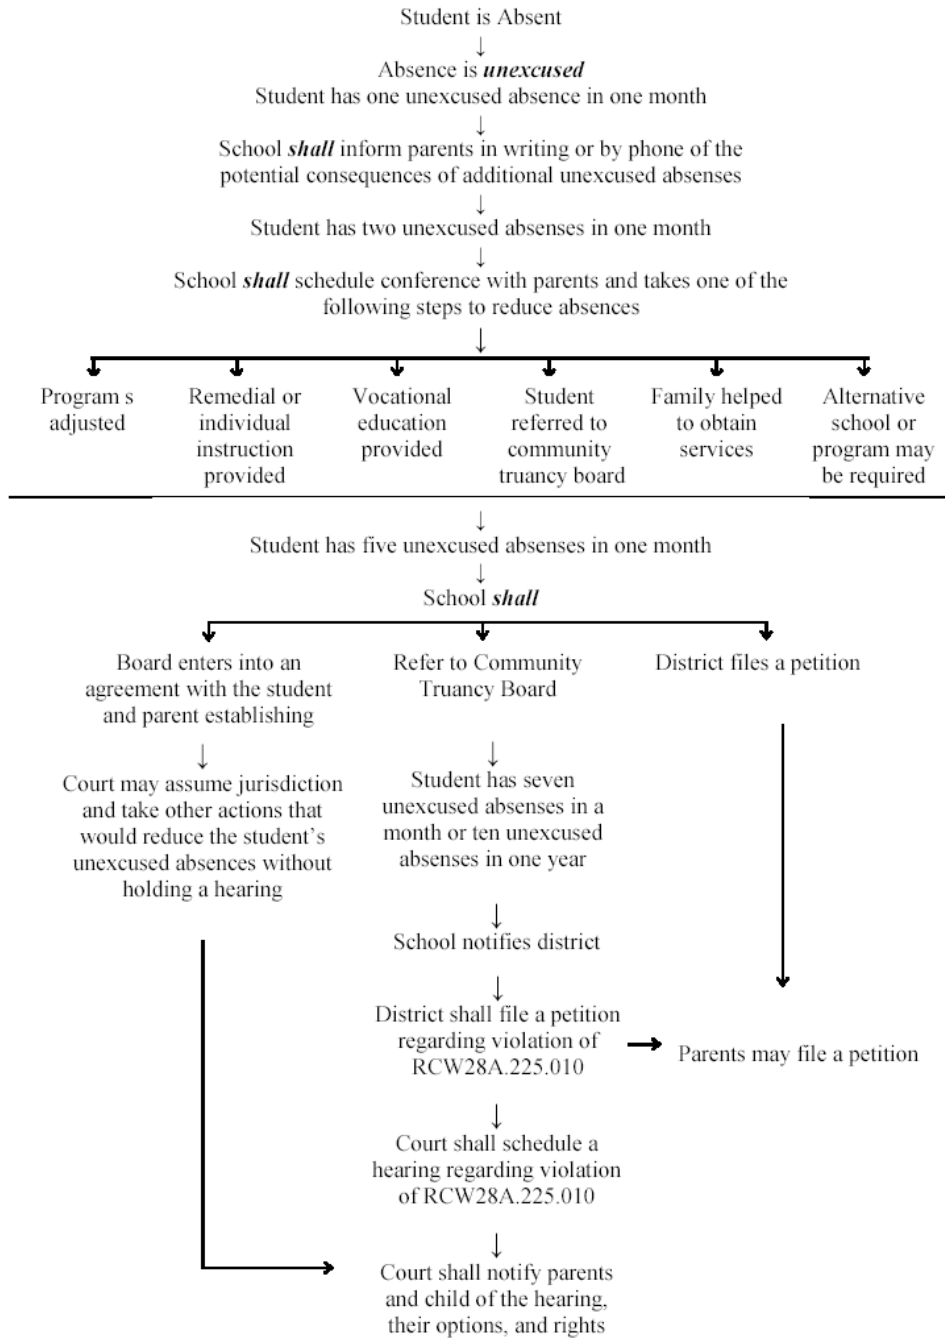 Student is Absent
↓
Absence is unexcused
Student has one unexcused absence in one month
↓
School shall inform parents in writing or by phone of the
potential consequences of additional unexcused absenses
↓
Student has two unexcused absenses in one month
↓
School shall schedule conference with parents and takes one of the
following steps to reduce absences
↓
Program s
adjusted
Remedial or
individual
instruction
provided
Vocational
education
provided
Student
referred to
community
truancy board
Family helped
to obtain
services
Alternative
school or
program may
be required
↓
Student has five unexcused absenses in one month
↓
School shall
Board enters into an
agreement with the student
and parent establishing
↓
Court may assume jurisdiction
and take other actions that
would reduce the student's
unexcused absences without
holding a hearing
Refer to Community
Truancy Board
↓
Student has seven
unexcused absenses in a
month or ten unexcused
absenses in one year
↓
School notifies district
↓
District shall file a petition
regarding violation of
RCW28A.225.010
↓
Court shall schedule a
hearing regarding violation
of RCW28A.225.010
↓
Court shall notify parents
and child of the hearing,
their options, and rights
District files a petition
Parents may file a petition